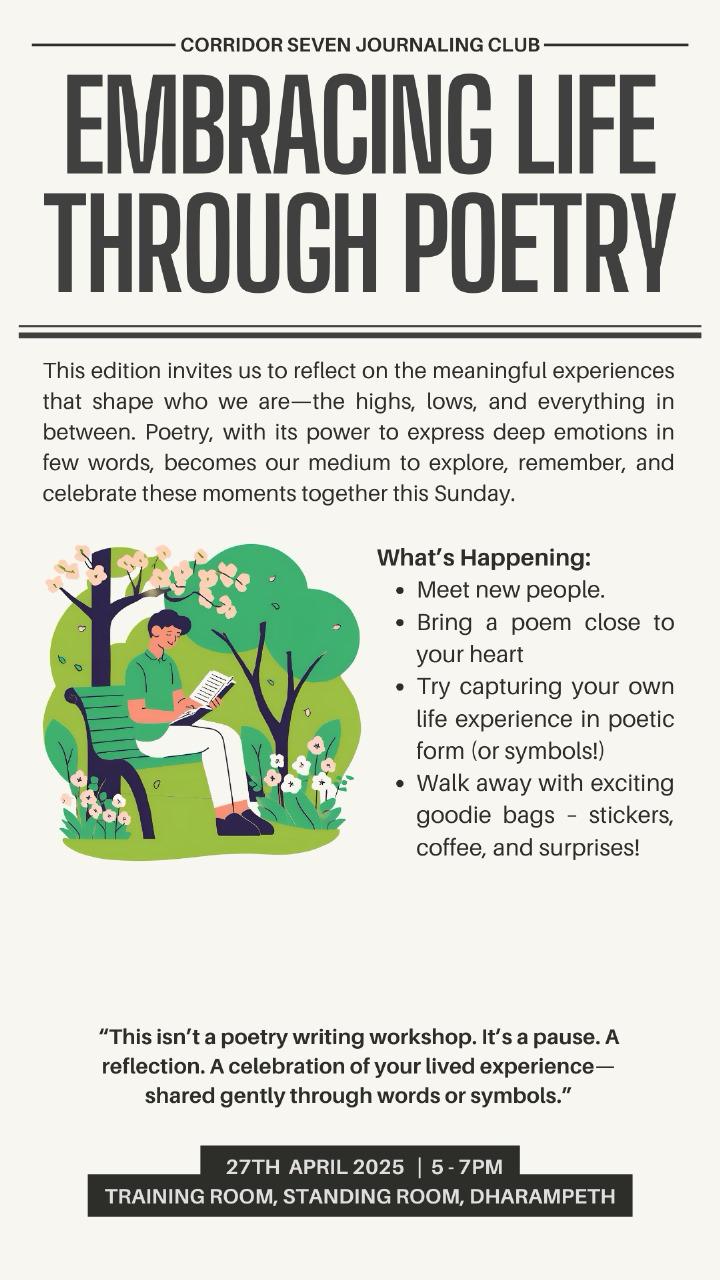 CORRIDOR SEVEN JOURNALING CLUB
EMBRACING LIFE
THROUGH POETRY
This edition invites us to reflect on the meaningful experiences
that shape who we are—the highs, lows, and everything in
between. Poetry, with its power to express deep emotions in
few words, becomes our medium to explore, remember, and
celebrate these moments together this Sunday.
What's Happening:
• Meet new people.
• Bring a poem close to
your heart
• Try capturing your own
life experience in poetic
form (or symbols!)
• Walk away with exciting
goodie bags – stickers,
coffee, and surprises!
“This isn’t a poetry writing workshop. It’s a pause. A
reflection. A celebration of your lived experience—
shared gently through words or symbols.”
27TH APRIL 2025 | 5 - 7PM
TRAINING ROOM, STANDING ROOM, DHARAMPETH